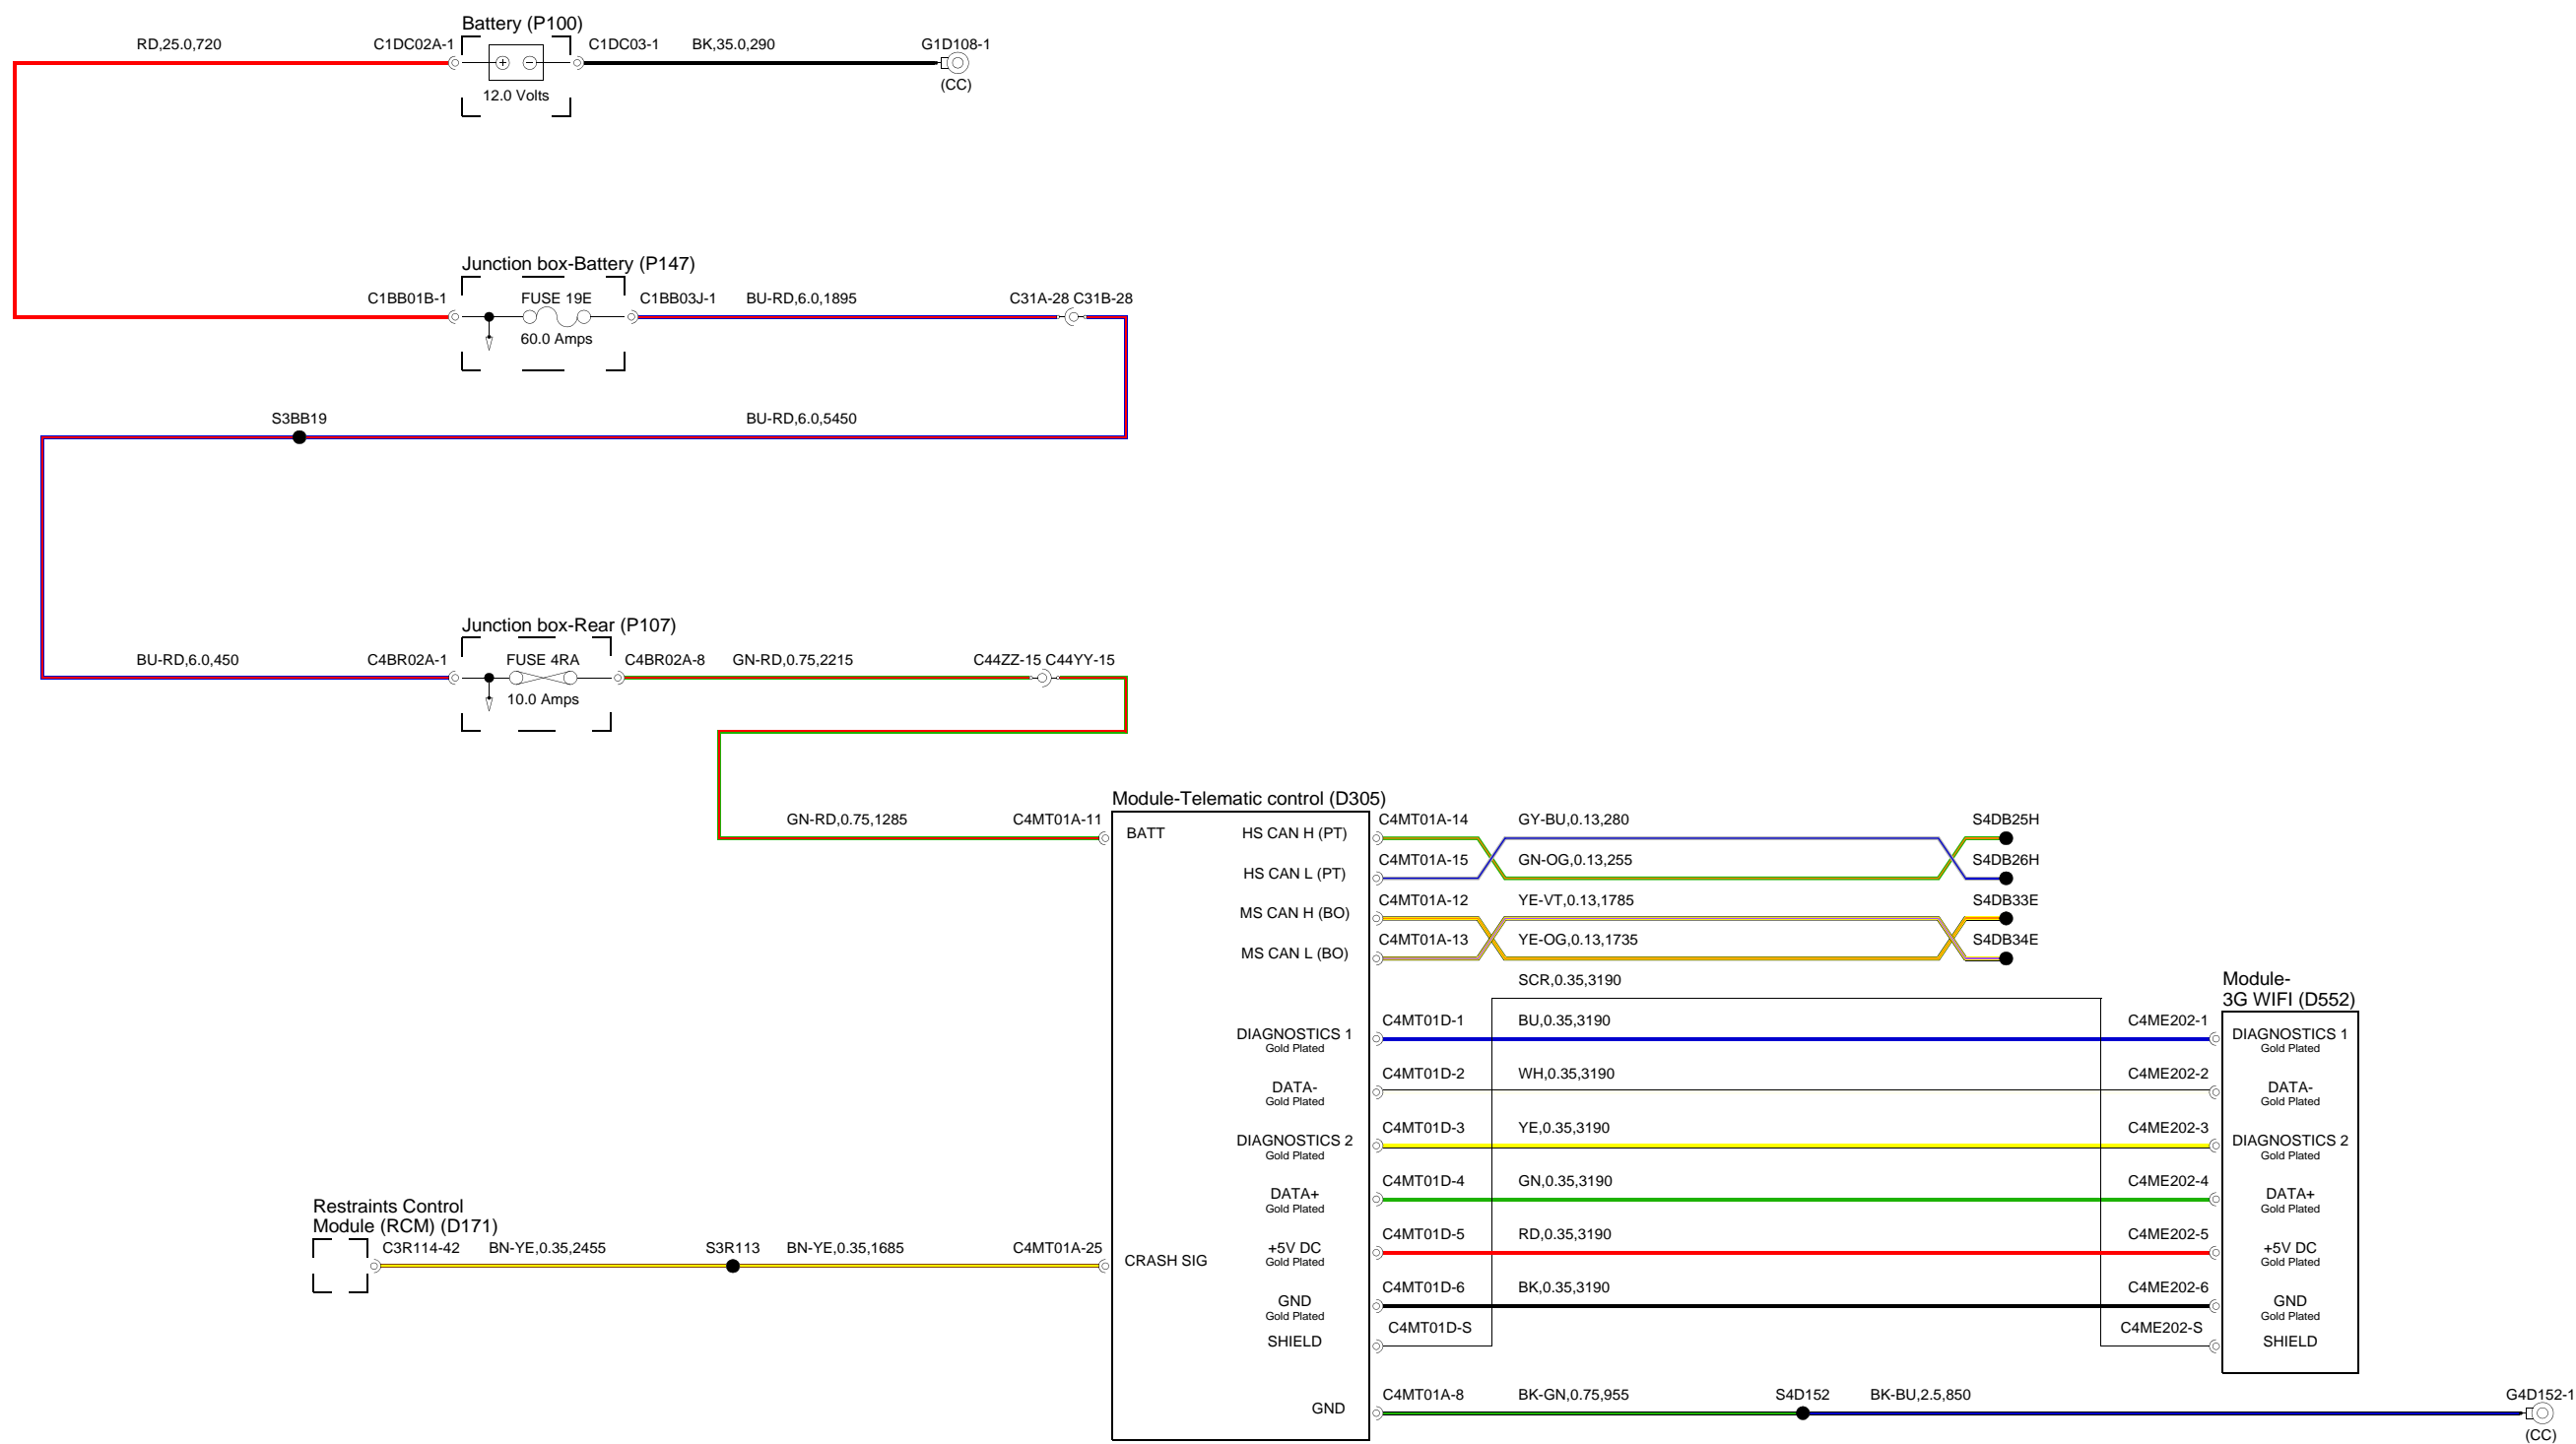 Battery (P100)
RD,25.0,720
C1DC02A-1
C1DC03-1
BK,35.0,290
G1D108-1
(CC)
12.0 Volts
Junction box-Battery (P147)
C1BB01B-1
FUSE 19E
C1BB03J-1
BU-RD,6.0,1895
C31A-28 C31B-28
60.0 Amps
S3BB19
BU-RD,6.0,5450
Junction box-Rear (P107)
BU-RD,6.0,450
C4BR02A-1
FUSE 4RA
C4BR02A-8
GN-RD,0.75,2215
C44ZZ-15 C44YY-15
10.0 Amps
Module-Telematic control (D305)
GN-RD,0.75,1285
C4MT01A-11
BATT
HS CAN H (PT)
C4MT01A-14
GY-BU,0.13,280
S4DB25H
HS CAN L (PT)
C4MT01A-15
GN-OG,0.13,255
S4DB26H
MS CAN H (BO)
C4MT01A-12
YE-VT,0.13,1785
S4DB33E
MS CAN L (BO)
C4MT01A-13
YE-OG,0.13,1735
S4DB34E
SCR,0.35,3190
Module-
3G WIFI (D552)
DIAGNOSTICS 1
Gold Plated
C4MT01D-1
BU,0.35,3190
C4ME202-1
DIAGNOSTICS 1
Gold Plated
DATA-
Gold Plated
C4MT01D-2
WH,0.35,3190
C4ME202-2
DATA-
Gold Plated
DIAGNOSTICS 2
Gold Plated
C4MT01D-3
YE,0.35,3190
C4ME202-3
DIAGNOSTICS 2
Gold Plated
DATA+
Gold Plated
C4MT01D-4
GN,0.35,3190
C4ME202-4
DATA+
Gold Plated
Restraints Control
Module (RCM) (D171)
C3R114-42
BN-YE,0.35,2455
S3R113
BN-YE,0.35,1685
C4MT01A-25
CRASH SIG
+5V DC
Gold Plated
C4MT01D-5
RD,0.35,3190
C4ME202-5
+5V DC
Gold Plated
GND
Gold Plated
C4MT01D-6
BK,0.35,3190
C4ME202-6
GND
Gold Plated
SHIELD
C4MT01D-S
C4ME202-S
SHIELD
GND
C4MT01A-8
BK-GN,0.75,955
S4D152
BK-BU,2.5,850
G4D152-1
(CC)